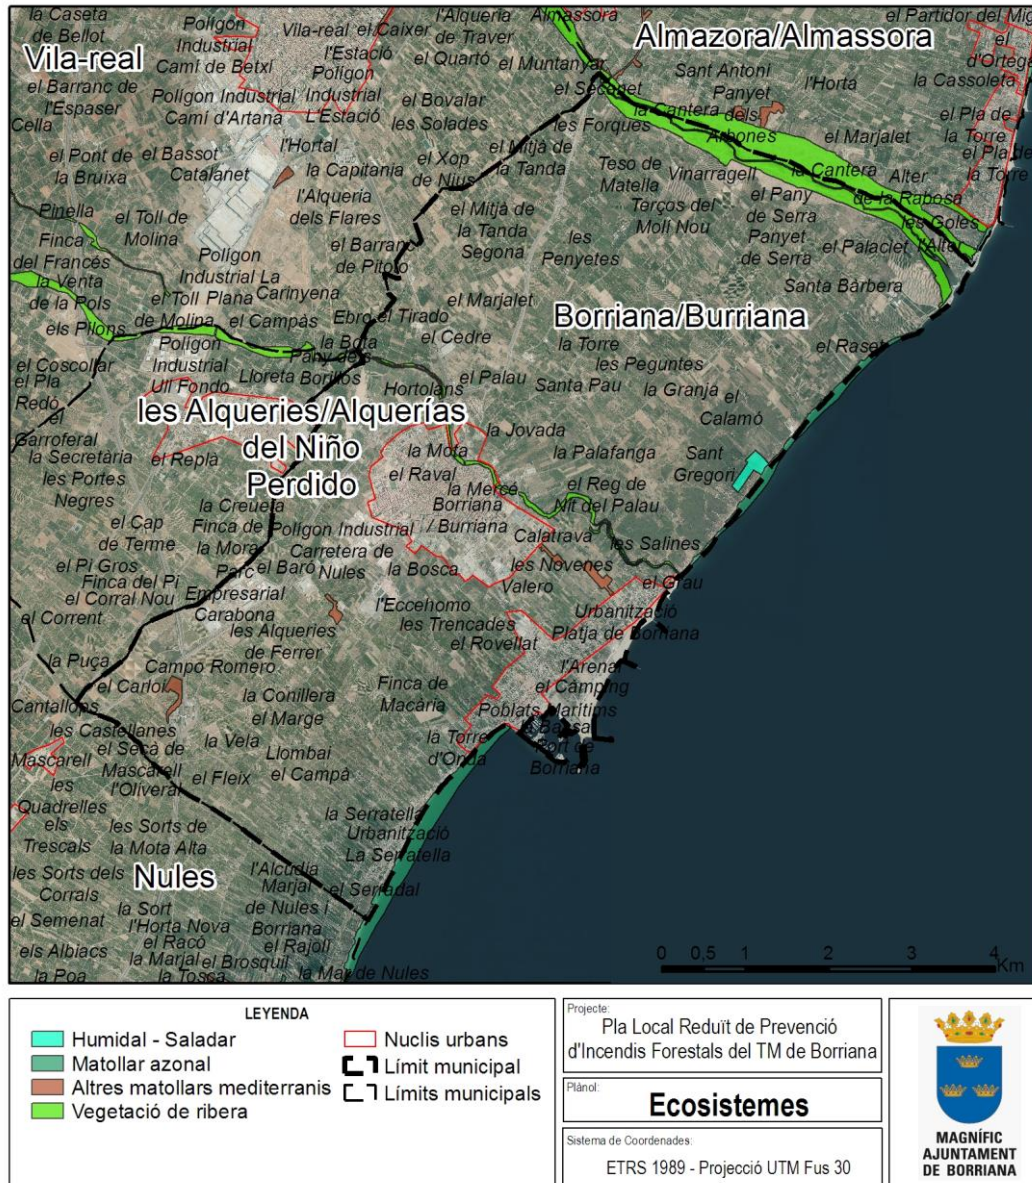 la Caseta
de Bellot
Polígon
Industrial
Camí de Betxí
Vila-real
el Caixer
l'Estació
Polígon
Industrial
L'Estació
l'Alqueria
de Traver
el Quartó
Almassora
el Muntanyar
Almazora/Almassora
el Partidor del Mig
el
d'Ortega
la Cassoleta
Vila-real
el Barranc de
l'Espaser
Cella
Polígon Industrial
Camí d'Artana
el Bovalar
les Solades
el Secanet
Sant Antoni
Panyet
l'Horta
la Cantera
dels
Arbones
les Forques
el Marjalet
el Pla de
la Torre
el Pla de
la Torre
el Pont de
la Bruixa
el Bassot
Catalanet
l'Hortal
la Capitania
el Xop
de Nius
el Mitjà de
la Tanda
Teso de
Matella
Vinarragell
la Cantera
Alter
de la Rabosa
Terços del
Molí Nou
el Pany
de Serra
Panyet
de Serra
les Goles
l'Alter
el Palaciet
Pinella
el Toll de
Molina
l'Alqueria
dels Flares
el Barranc
de Pitoto
el Mitjà de
la Tanda
Segona
les
Penyetes
Santa Bàrbera
Finca
del Francés
la Venta
de la Pols
Polígon
Industrial La
Plana
Carinyena
el Toll
de Molina
el Campàs
els Pilons
Ebro
el Tirado
el Marjalet
el Cedre
Borriana/Burriana
la Torre
el Raset
el Coscollar
el Pla
Redó
Polígon
Industrial
Ull Fondo
la Bota
Pany dels
Borillos
Lloreta
Hortolans
el Palau
Santa Pau
les Peguntes
la Granja
el
Calamó
les Alqueries/Alquerías
del Niño
Perdido
el
Garroferal
la Secretària
les Portes
Negres
el Replà
la Jovada
la Mota
el Raval
la Mercé
Borriana
/ Burriana
la Palafanga
Sant
Gregori
el Reg de
Nit del Palau
la Creueta
el Cap
de Terme
Finca de
la Mora
Polígon Industrial
Carretera de
Nules
Calatrava
les Salines
el Pi Gros
Finca del Pi
el Corral Nou
Parc
Empresarial
Carabona
el Baró
la Bosca
les Novenes
Valero
el Grau
el Corrent
l'Eccehomo
les Trencades
el Rovellat
Urbanització
Platja de Borriana
les Alqueries
de Ferrer
la Puça
Campo Romero
el Carlot
l'Arenal
el Càmping
Cantallops
la Conillera
el Marge
Finca de
Macària
Poblats Marítims
la Bassa
Port de
Borriana
les Castellanes
el Secà de
Mascarell
l'Oliveral
la Vela
Llombai
el Campà
la Torre
d'Onda
Mascarell
el Fleix
les
Quadrelles
els
Trescals
les Sorts de
la Mota Alta
la Serratella
Urbanització
La Serratella
les Sorts dels
Corrals
Nules
l'Alcúdia
Marjal
de Nules i
Borriana
el Serradal
el Semenat
la Sort
l'Horta Nova
el Racó
el Rajolí
els Albiacs
la Marjal
el Brosquil
la Poa
la Tosca
la Mar de Nules
0 0,5 1 2 3 4
Km
LEYENDA
Humidal - Saladar
Matollar azonal
Altres matollars mediterranis
Vegetació de ribera
Nuclis urbans
Límit municipal
Límits municipals
Projecte:
Pla Local Reduït de Prevenció
d'Incendis Forestals del TM de Borriana
Plànol:
Ecosistemes
Sistema de Coordenades:
ETRS 1989 - Projecció UTM Fus 30
MAGNÍFIC
AJUNTAMENT
DE BORRIANA